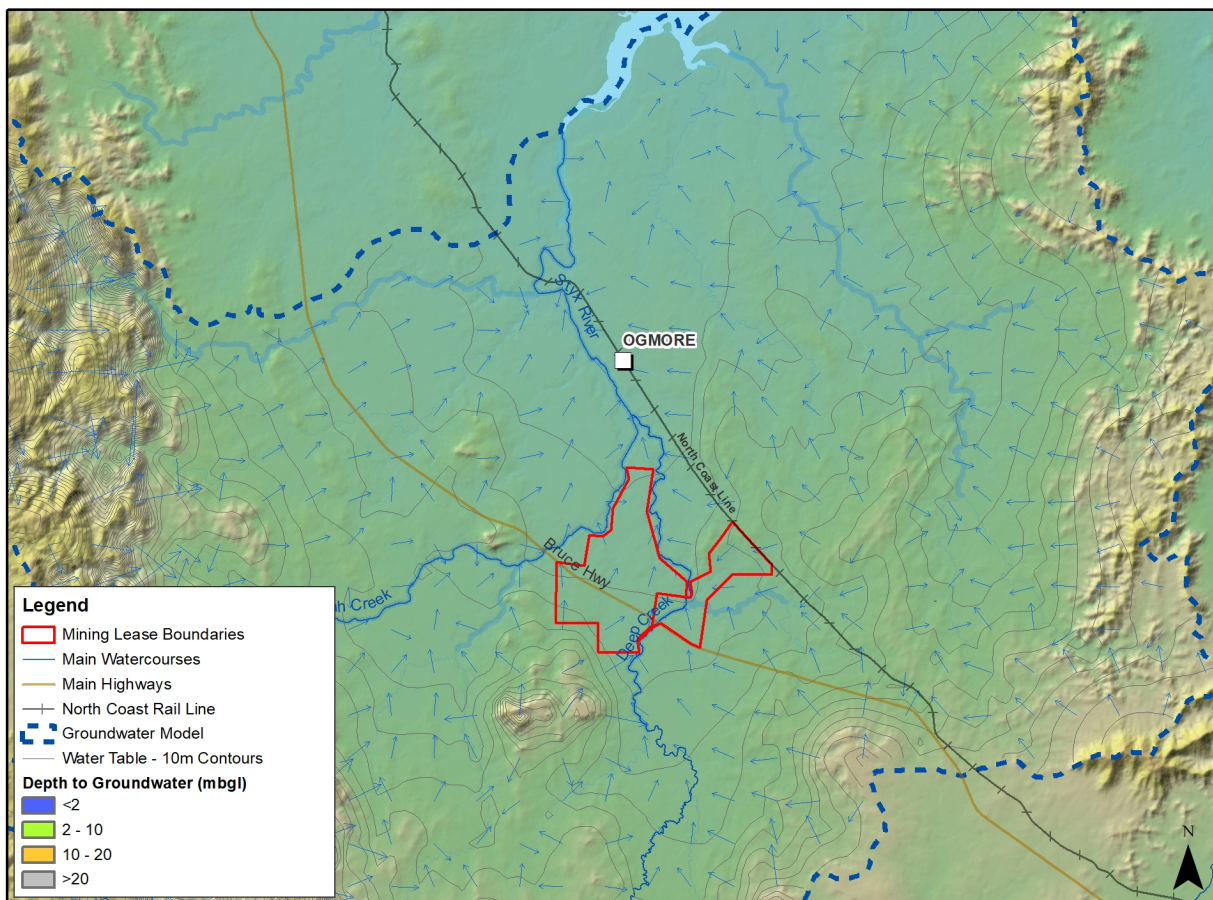 Styx River
OGMORE
North Coast Line
Bruce Hwy
Creek
Deep Creek
Legend
Mining Lease Boundaries
Main Watercourses
Main Highways
North Coast Rail Line
Groundwater Model
Water Table - 10m Contours
Depth to Groundwater (mbgl)
<2
2 - 10
10 - 20
>20
N